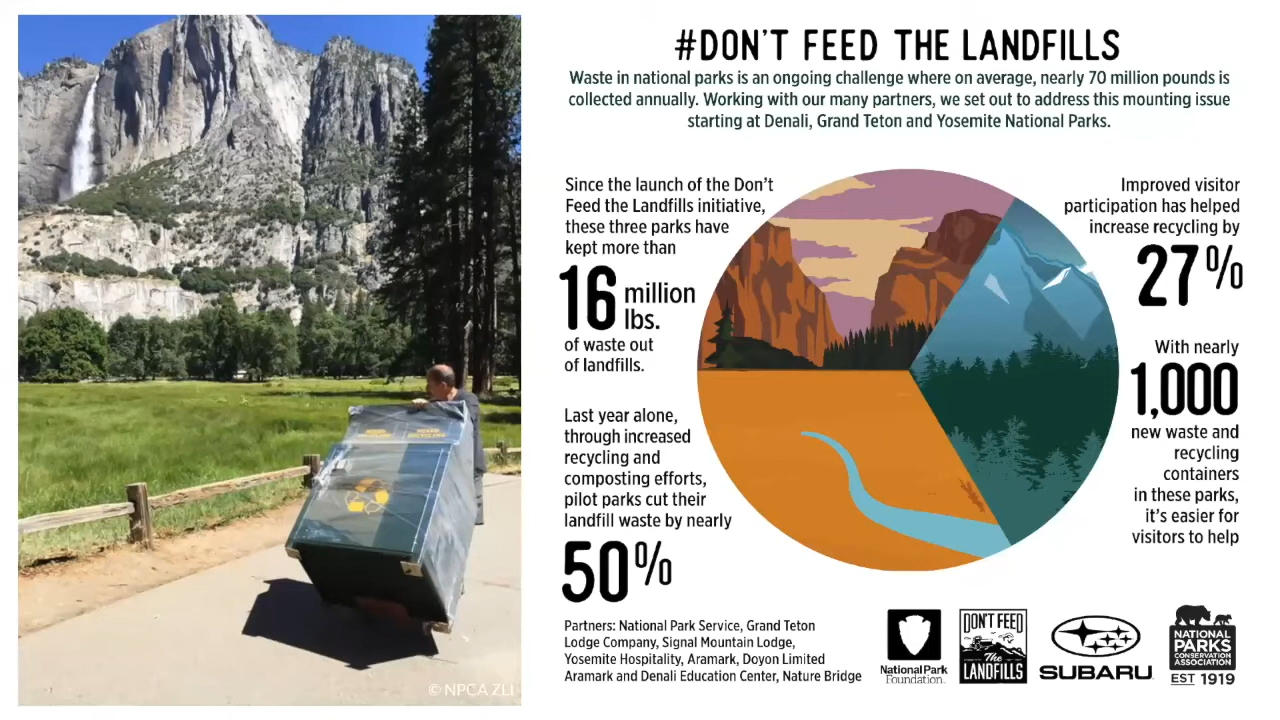 #DON'T FEED THE LANDFILLS
Waste in national parks is an ongoing challenge where on average, nearly 70 million pounds is
collected annually. Working with our many partners, we set out to address this mounting issue
starting at Denali, Grand Teton and Yosemite National Parks.
Since the launch of the Don't
Feed the Landfills initiative,
these three parks have
kept more than
16 million
lbs.
of waste out
of landfills.
Last year alone,
through increased
recycling and
composting efforts,
pilot parks cut their
landfill waste by nearly
50%
Improved visitor
participation has helped
increase recycling by
27%
With nearly
1,000
new waste and
recycling
containers
in these parks,
it's easier for
visitors to help
Partners: National Park Service, Grand Teton
Lodge Company, Signal Mountain Lodge,
Yosemite Hospitality, Aramark, Doyon Limited
Aramark and Denali Education Center, Nature Bridge
National Park
Foundation
DON'T FEED
The
LANDFILLS
SUBARU
NATIONAL
PARKS
CONSERVATION
ASSOCIATION
EST 1919
© NPCA ZLI